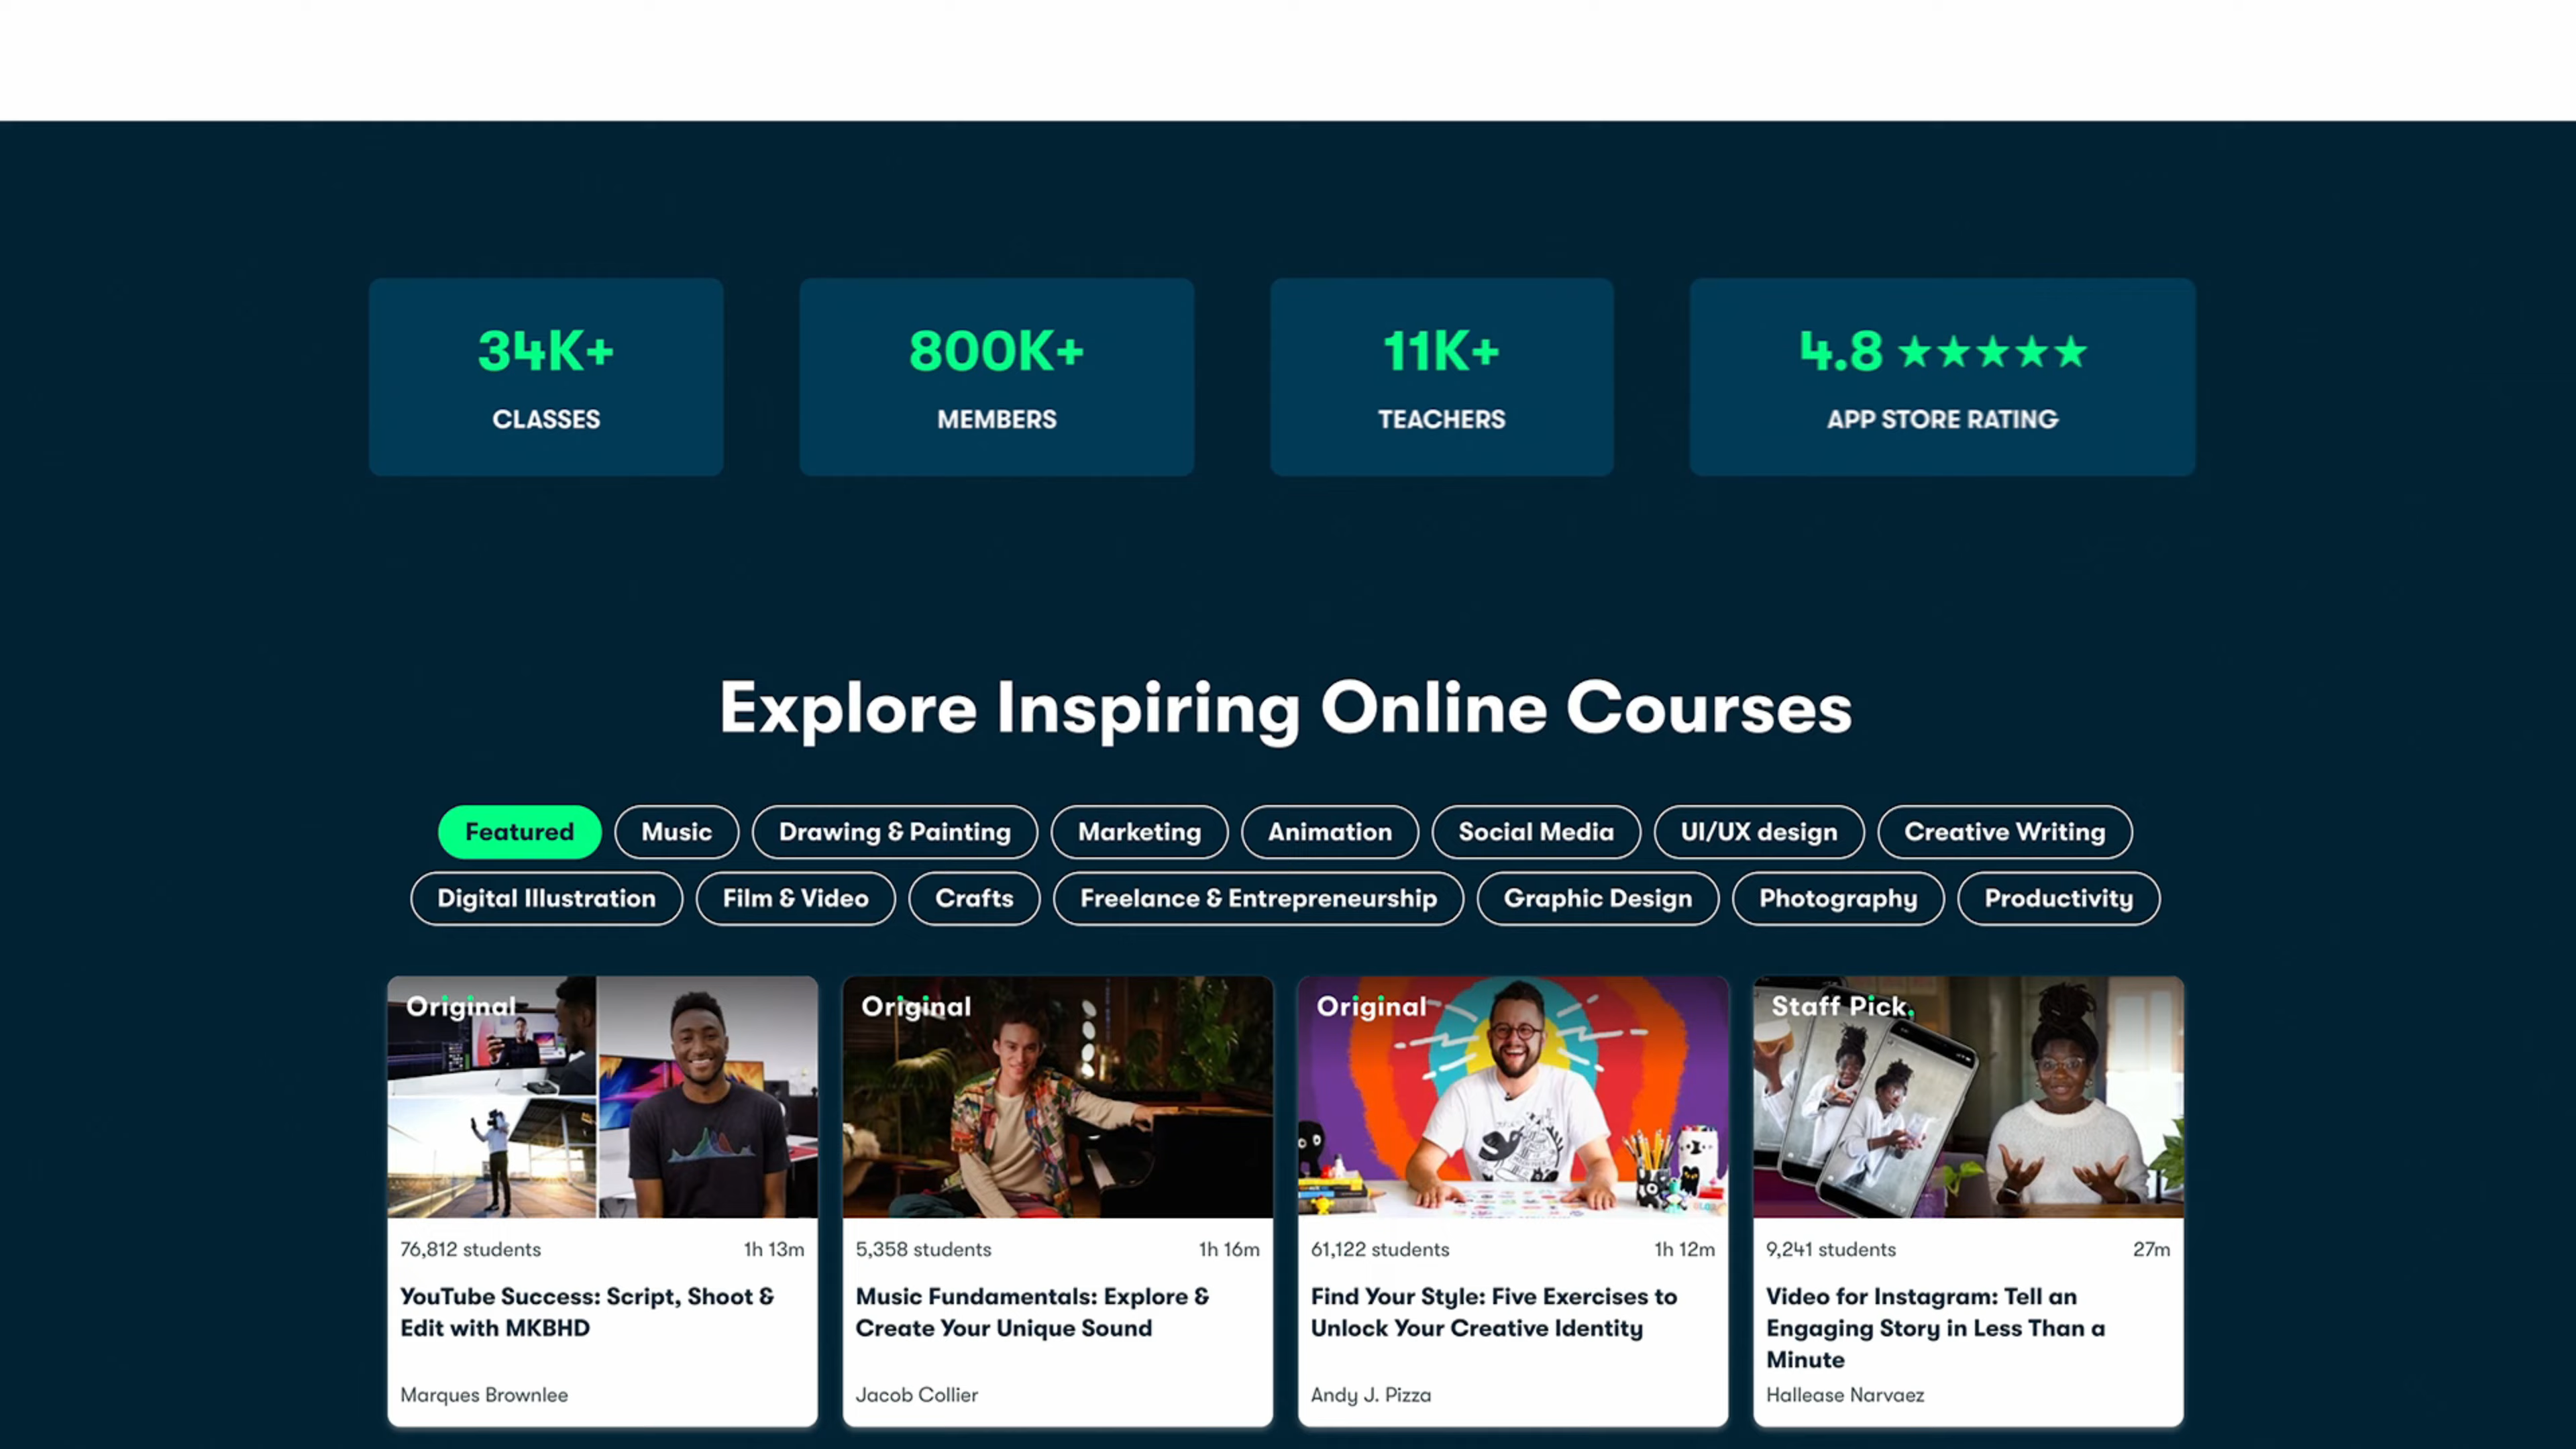 34K+
CLASSES
800K+
MEMBERS
11K+
TEACHERS
4.8 ★★★★★
APP STORE RATING
Explore Inspiring Online Courses
Featured
Music
Drawing & Painting
Marketing
Animation
Social Media
UI/UX design
Creative Writing
Digital Illustration
Film & Video
Crafts
Freelance & Entrepreneurship
Graphic Design
Photography
Productivity
Original
76,812 students
1h 13m
YouTube Success: Script, Shoot &
Edit with MKBHD
Marques Brownlee
Original
5,358 students
1h 16m
Music Fundamentals: Explore &
Create Your Unique Sound
Jacob Collier
Original
61,122 students
1h 12m
Find Your Style: Five Exercises to
Unlock Your Creative Identity
Andy J. Pizza
Staff Pick.
9,241 students
27m
Video for Instagram: Tell an
Engaging Story in Less Than a
Minute
Hallease Narvaez